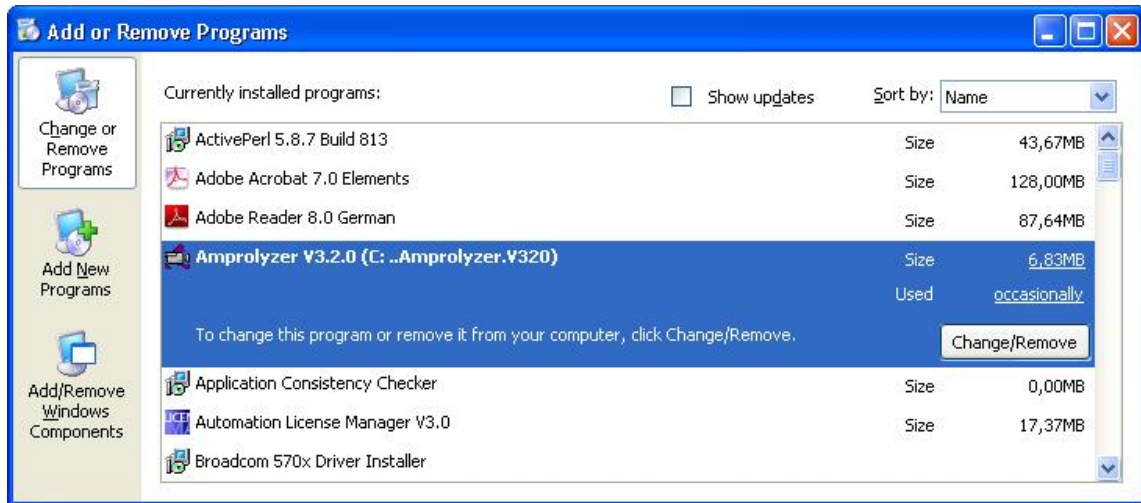 Add or Remove Programs
Change or
Remove
Programs
Add New
Programs
Add/Remove
Windows
Components
Currently installed programs:
Show updates
Sort by: Name
ActivePerl 5.8.7 Build 813 Size 43,67MB
Adobe Acrobat 7.0 Elements Size 128,00MB
Adobe Reader 8.0 German Size 87,64MB
Amprolyzer V3.2.0 (C: ..Amprolyzer.V320) Size 6,83MB
Used occasionally
To change this program or remove it from your computer, click Change/Remove. Change/Remove
Application Consistency Checker Size 0,00MB
Automation License Manager V3.0 Size 17,37MB
Broadcom 570x Driver Installer